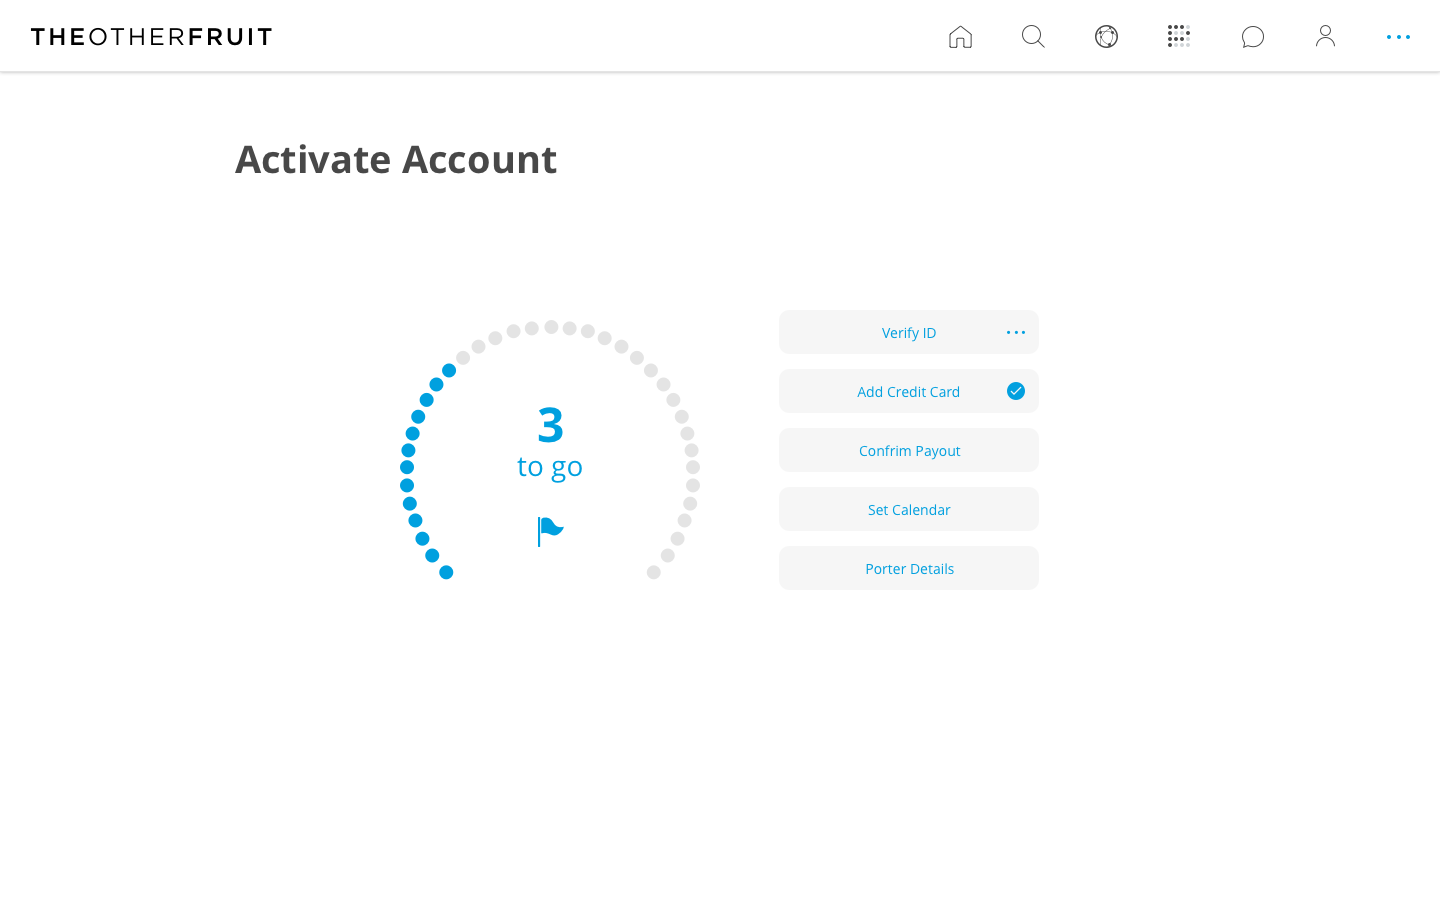 THEOTHERFRUIT
Activate Account
3
to go
Verify ID
Add Credit Card
Confrim Payout
Set Calendar
Porter Details